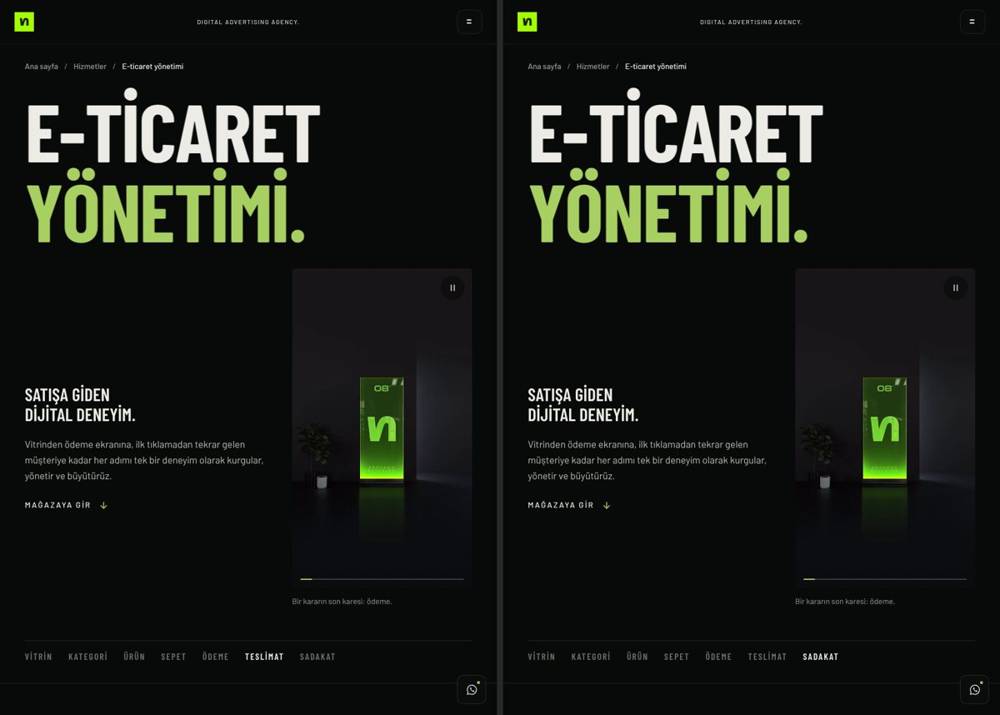 n
DIGITAL ADVERTISING AGENCY.
Ana sayfa / Hizmetler / E-ticaret yönetimi
E-TİCARET
YÖNETİMİ.
08
n
SATIŞA GİDEN
DİJİTAL DENEYİM.
Vitrinden ödeme ekranına, ilk tıklamadan tekrar gelen
müşteriye kadar her adımı tek bir deneyim olarak kurgular,
yönetir ve büyütürüz.
MAĞAZAYA GİR ↓
Bir kararın son karesi: ödeme.
VİTRİN KATEGORİ ÜRÜN SEPET ÖDEME TESLİMAT SADAKAT
n
DIGITAL ADVERTISING AGENCY.
Ana sayfa / Hizmetler / E-ticaret yönetimi
E-TİCARET
YÖNETİMİ.
08
n
SATIŞA GİDEN
DİJİTAL DENEYİM.
Vitrinden ödeme ekranına, ilk tıklamadan tekrar gelen
müşteriye kadar her adımı tek bir deneyim olarak kurgular,
yönetir ve büyütürüz.
MAĞAZAYA GİR ↓
Bir kararın son karesi: ödeme.
VİTRİN KATEGORİ ÜRÜN SEPET ÖDEME TESLİMAT SADAKAT